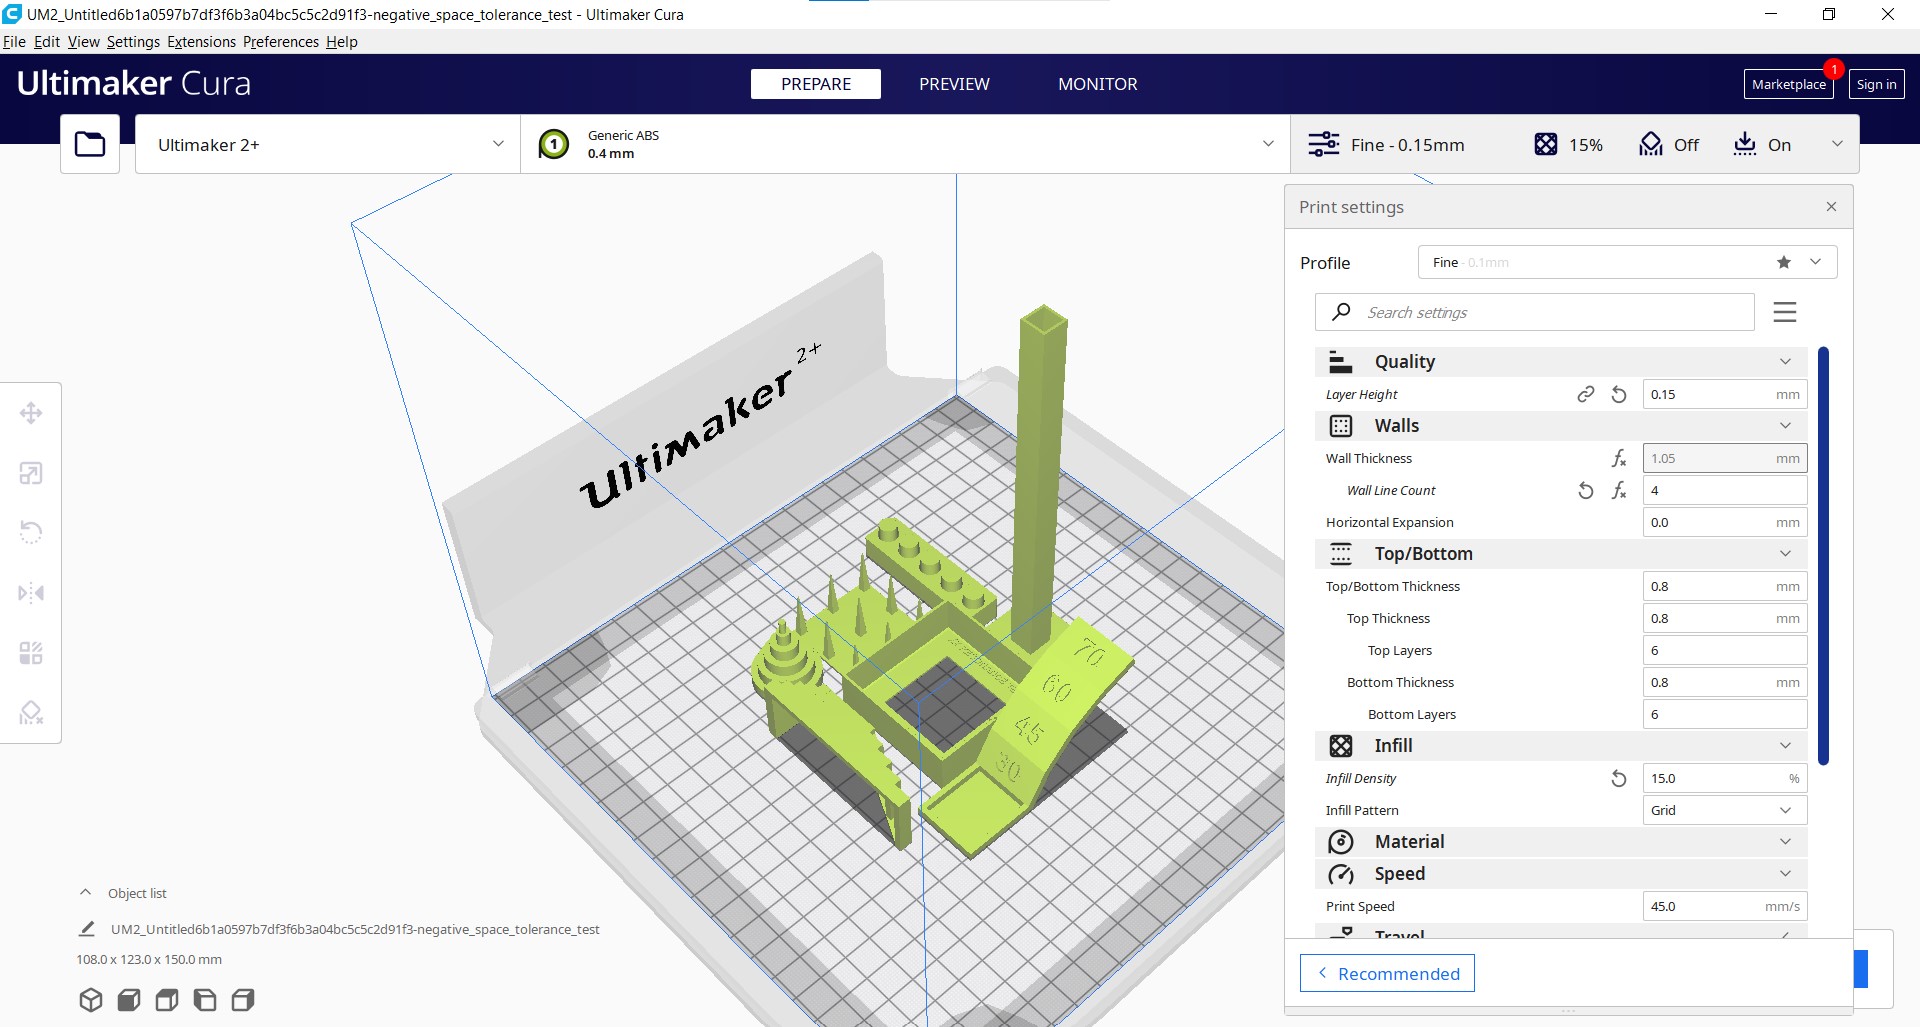 UM2_Untitled6b1a0597b7df3f6b3a04bc5c5c2d91f3-negative_space_tolerance_test - Ultimaker Cura
File Edit View Settings Extensions Preferences Help
Ultimaker Cura
PREPARE
PREVIEW
MONITOR
Marketplace
1
Sign in
Ultimaker 2+
1
Generic ABS
0.4 mm
Fine - 0.15mm
15%
Off
On
Ultimaker 2+
70
60
45
30
Print settings
Profile
Fine - 0.1mm
Search settings
Quality
Layer Height
0.15 mm
Walls
Wall Thickness
1.05 mm
Wall Line Count
4
Horizontal Expansion
0.0 mm
Top/Bottom
Top/Bottom Thickness
0.8 mm
Top Thickness
0.8 mm
Top Layers
6
Bottom Thickness
0.8 mm
Bottom Layers
6
Infill
Infill Density
15.0 %
Infill Pattern
Grid
Material
Speed
Print Speed
45.0 mm/s
Travel
Recommended
Object list
UM2_Untitled6b1a0597b7df3f6b3a04bc5c5c2d91f3-negative_space_tolerance_test
108.0 x 123.0 x 150.0 mm